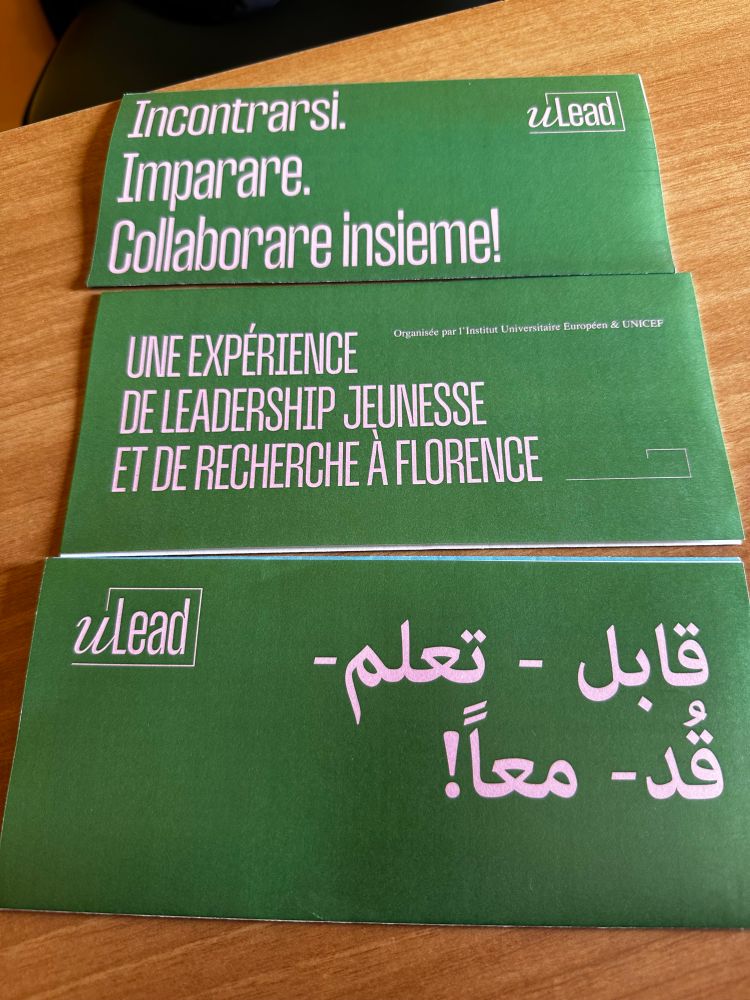 Incontrarsi.
Imparare.
Collaborare insieme!
uLead
Organisée par l'Institut Universitaire Européen & UNICEF
UNE EXPÉRIENCE
DE LEADERSHIP JEUNESSE
ET DE RECHERCHE À FLORENCE
uLead
قابل - تعلم-
قُد- معاً!